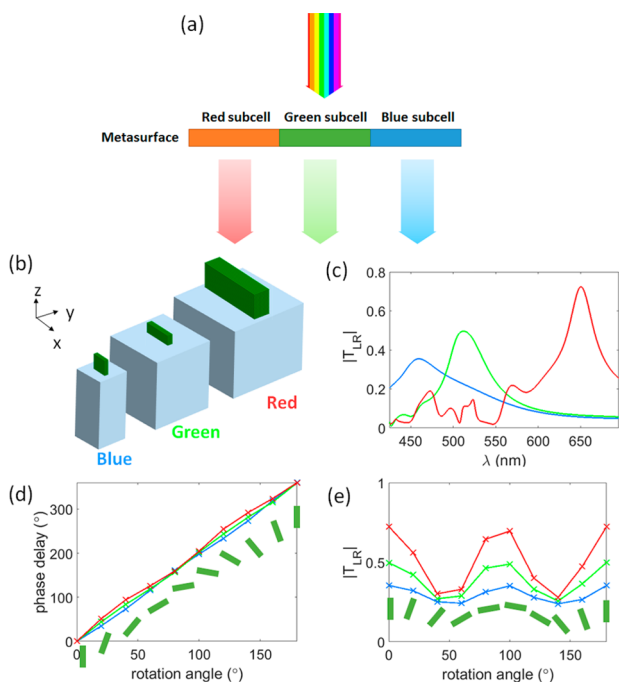 (a)
Red subcell Green subcell Blue subcell
Metasurface
(b)
z
y
x
Blue
Green
Red
(c)
0.8
0.6
0.4
0.2
0
|T_LR|
450 500 550 600 650
λ (nm)
(d)
300
200
100
0
phase delay (°)
0 50 100 150
rotation angle (°)
(e)
1
0.5
0
|T_LR|
0 50 100 150
rotation angle (°)